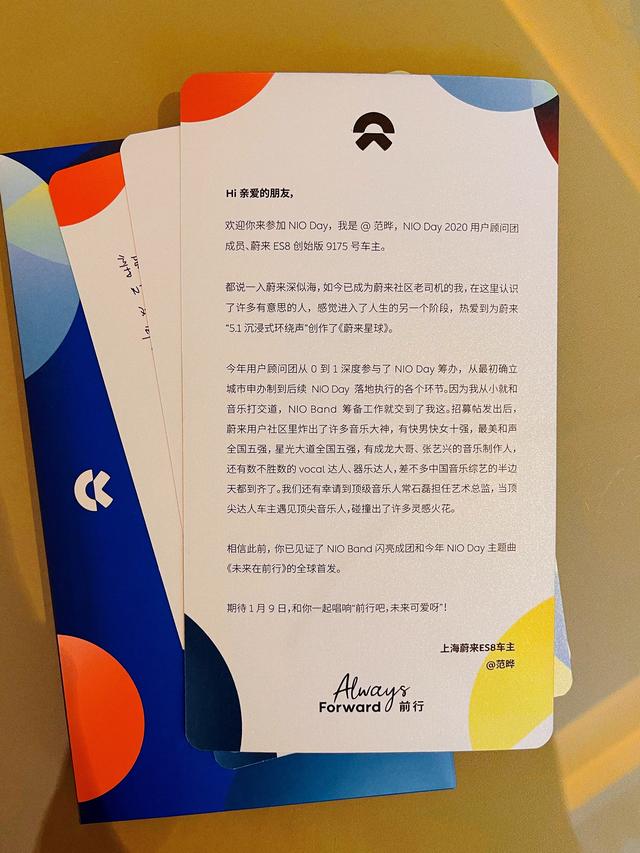 Hi 亲爱的朋友，
欢迎你来参加 NIO Day，我是 @ 范晔，NIO Day 2020 用户顾问团
成员、蔚来 ES8 创始版 9175 号车主。
都说一入蔚来深似海，如今已成为蔚来社区老司机的我，在这里认识
了许多有意思的人，感觉进入了人生的另一个阶段，热爱到为蔚来
“5.1 沉浸式环绕声”创作了《蔚来星球》。
今年用户顾问团从 0 到 1 深度参与了 NIO Day 筹办，从最初确立
城市申办制到后续 NIO Day 落地执行的各个环节。因为我从小就和
音乐打交道，NIO Band 筹备工作就交到了我这。招募帖发出后，
蔚来用户社区里炸出了许多音乐大神，有快男快女十强，最美和声
全国五强，星光大道全国五强，有成龙大哥、张艺兴的音乐制作人，
还有数不胜数的 vocal 达人、器乐达人，差不多中国音乐综艺的半边
天都到齐了。我们还有幸请到顶级音乐人常石磊担任艺术总监，当顶
尖达人车主遇见顶尖音乐人，碰撞出了许多灵感火花。
相信此前，你已见证了 NIO Band 闪亮成团和今年 NIO Day 主题曲
《未来在前行》的全球首发。
期待 1 月 9 日，和你一起唱响“前行吧，未来可爱呀”！
上海蔚来ES8车主
@范晔
Always
Forward 前行